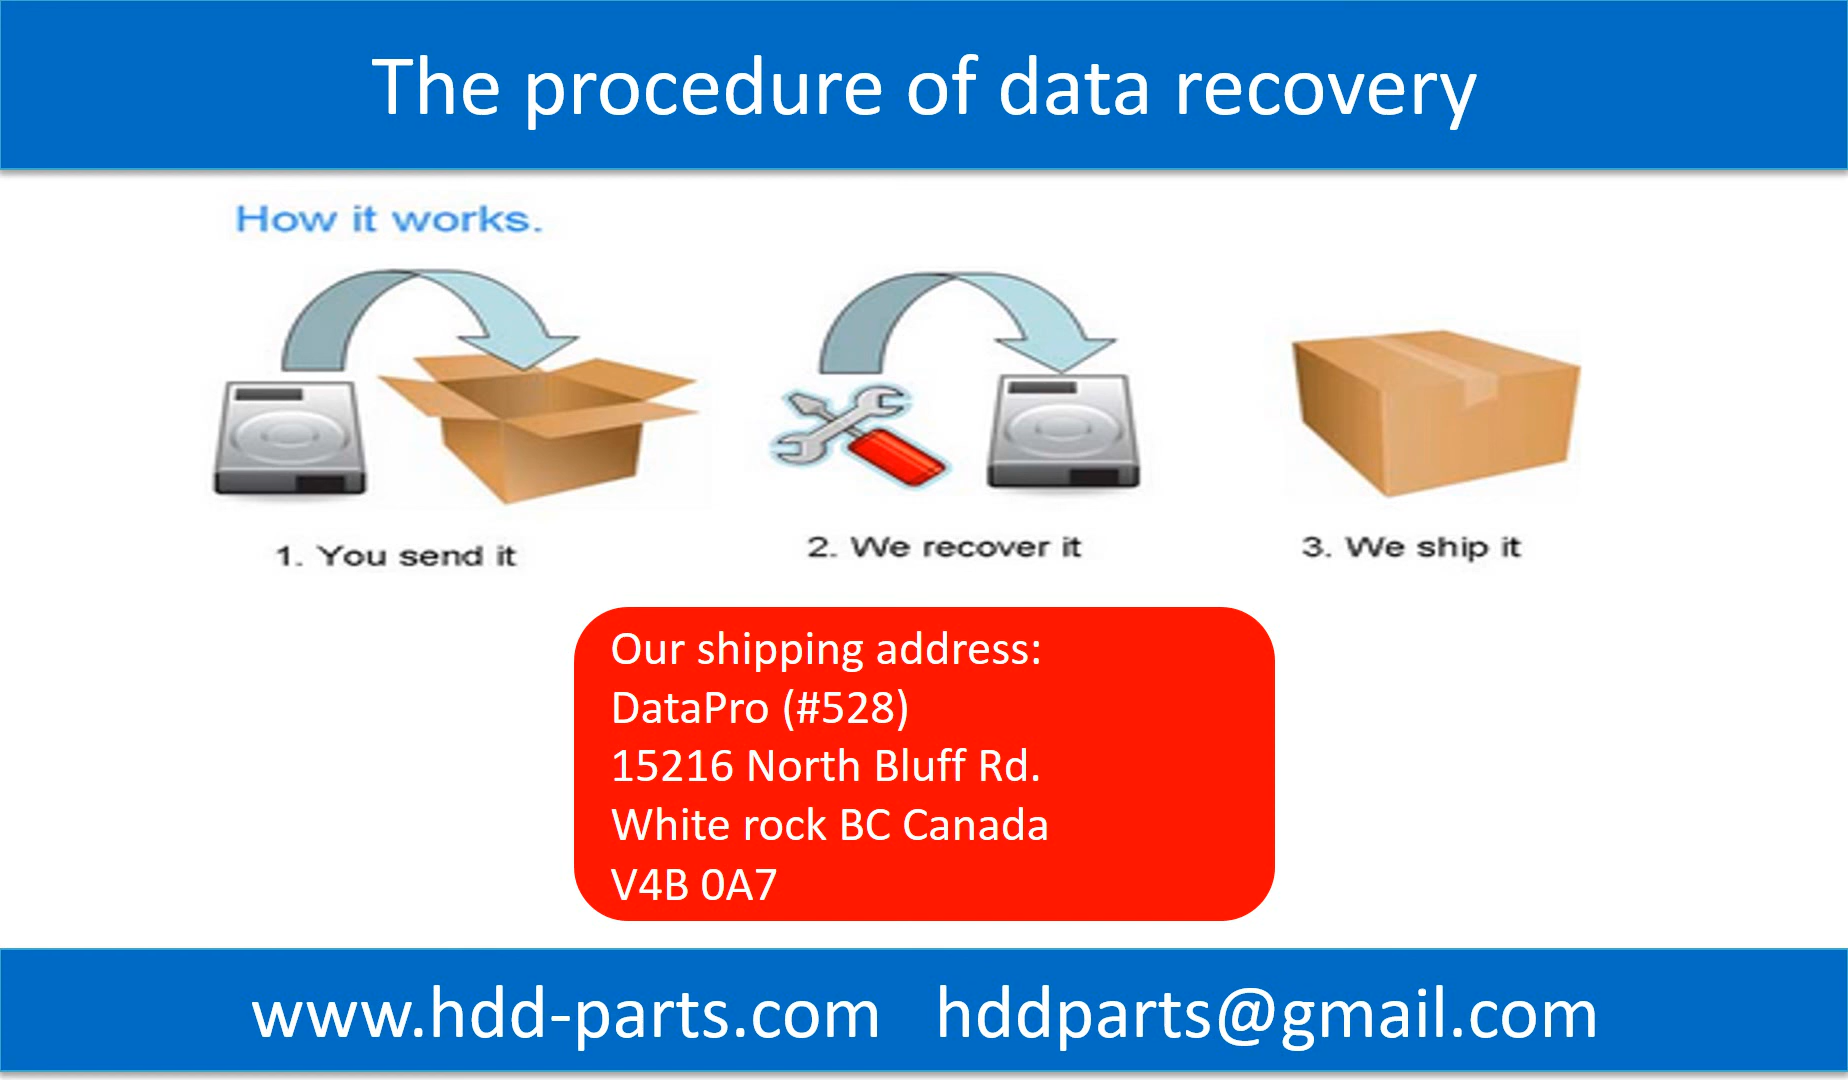 The procedure of data recovery
How it works.
1. You send it
2. We recover it
3. We ship it
Our shipping address:
DataPro (#528)
15216 North Bluff Rd.
White rock BC Canada
V4B 0A7
www.hdd-parts.com hddparts@gmail.com